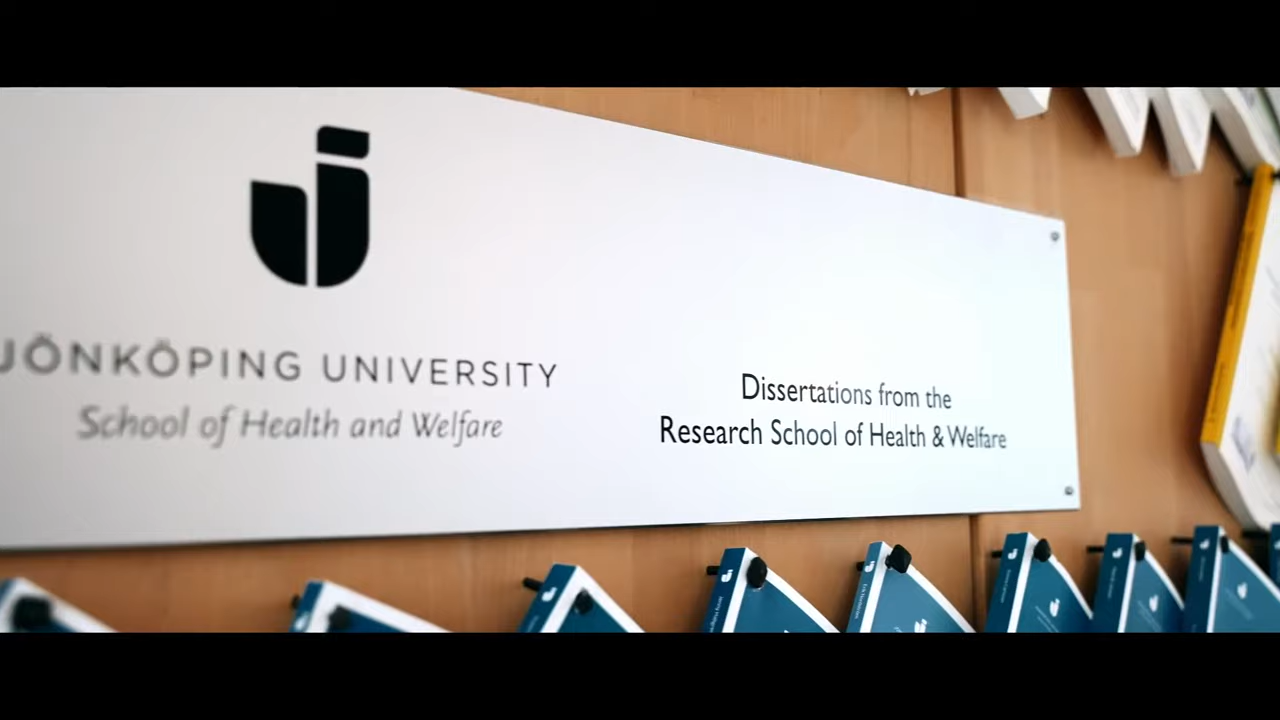 JÖNKÖPING UNIVERSITY
School of Health and Welfare
Dissertations from the
Research School of Health & Welfare